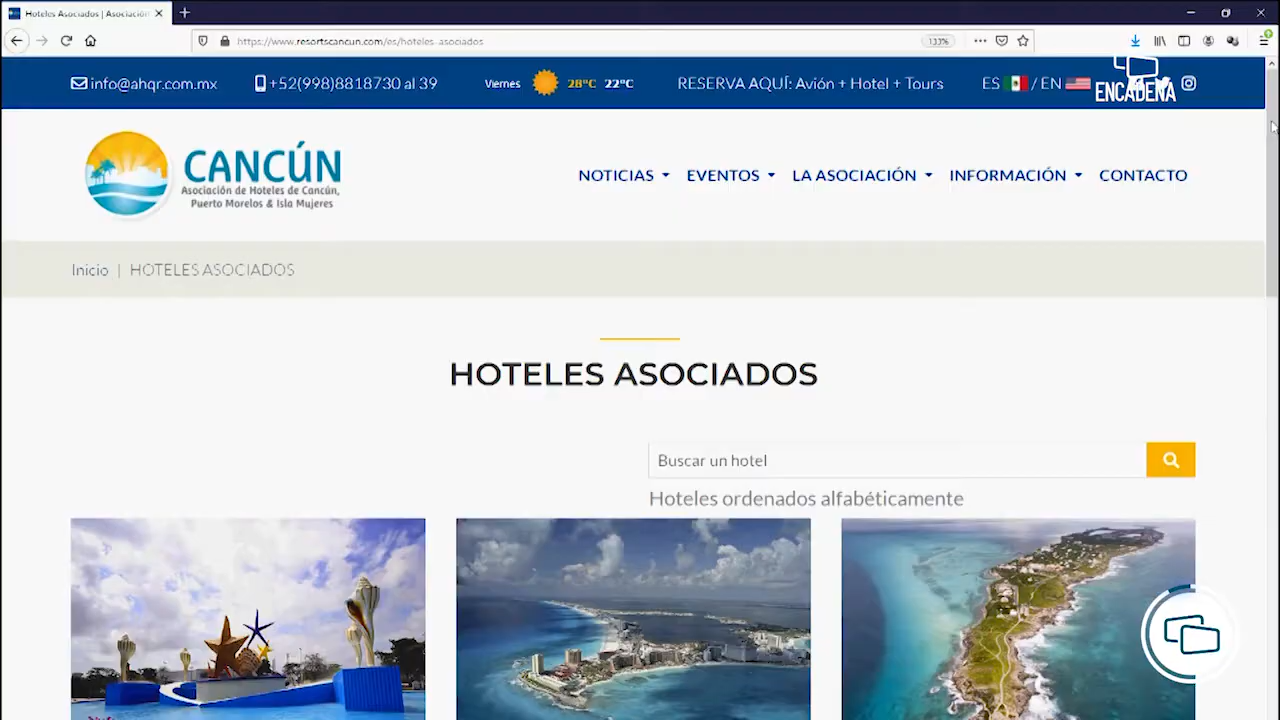 Hoteles Asociados | Asociación
https://www.resortscancun.com/es/hoteles-asociados
133%
info@ahqr.com.mx
+52(998)8818730 al 39
Viernes 28ºC 22ºC
RESERVA AQUÍ: Avión + Hotel + Tours
ES / EN
ENCADENA
CANCÚN
Asociación de Hoteles de Cancún,
Puerto Morelos & Isla Mujeres
NOTICIAS EVENTOS LA ASOCIACIÓN INFORMACIÓN CONTACTO
Inicio | HOTELES ASOCIADOS
HOTELES ASOCIADOS
Buscar un hotel
Hoteles ordenados alfabéticamente